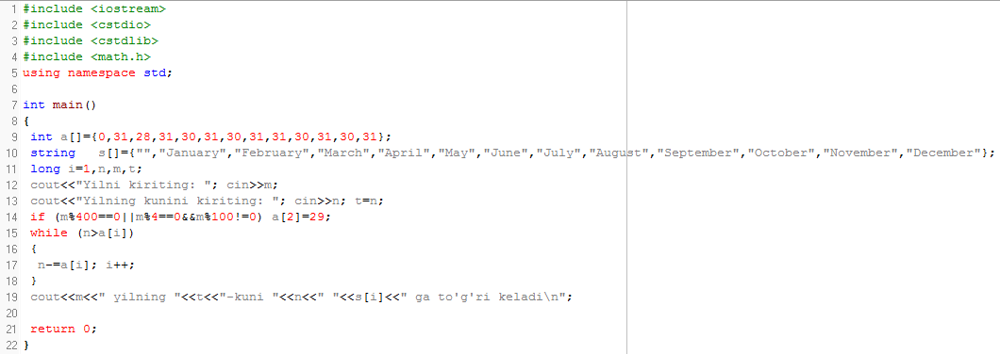 1 #include <iostream>
2 #include <cstdio>
3 #include <cstdlib>
4 #include <math.h>
5 using namespace std;
6
7 int main()
8 {
9 int a[]={0,31,28,31,30,31,30,31,31,30,31,30,31};
10 string s[]={"","January","February","March","April","May","June","July","August","September","October","November","December"};
11 long i=1,n,m,t;
12 cout<<"Yilni kiriting: "; cin>>m;
13 cout<<"Yilning kunini kiriting: "; cin>>n; t=n;
14 if (m%400==0||m%4==0&&m%100!=0) a[2]=29;
15 while (n>a[i])
16 {
17 n-=a[i]; i++;
18 }
19 cout<<m<<" yilning "<<t<<"-kuni "<<n<<" "<<s[i]<<" ga to'g'ri keladi\n";
20
21 return 0;
22 }